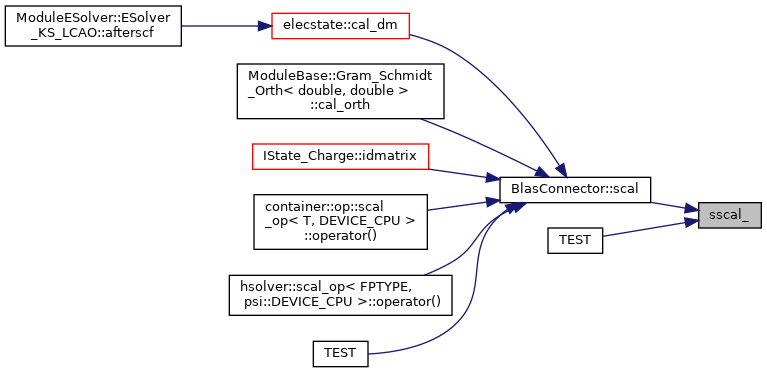 ModuleESolver::ESolver
_KS_LCAO::afterscf
elecstate::cal_dm
ModuleBase::Gram_Schmidt
_Orth< double, double >
::cal_orth
IState_Charge::idmatrix
BlasConnector::scal
sscal_
container::op::scal
_op< T, DEVICE_CPU >
::operator()
TEST
hsolver::scal_op< FPTYPE,
psi::DEVICE_CPU >::operator()
TEST